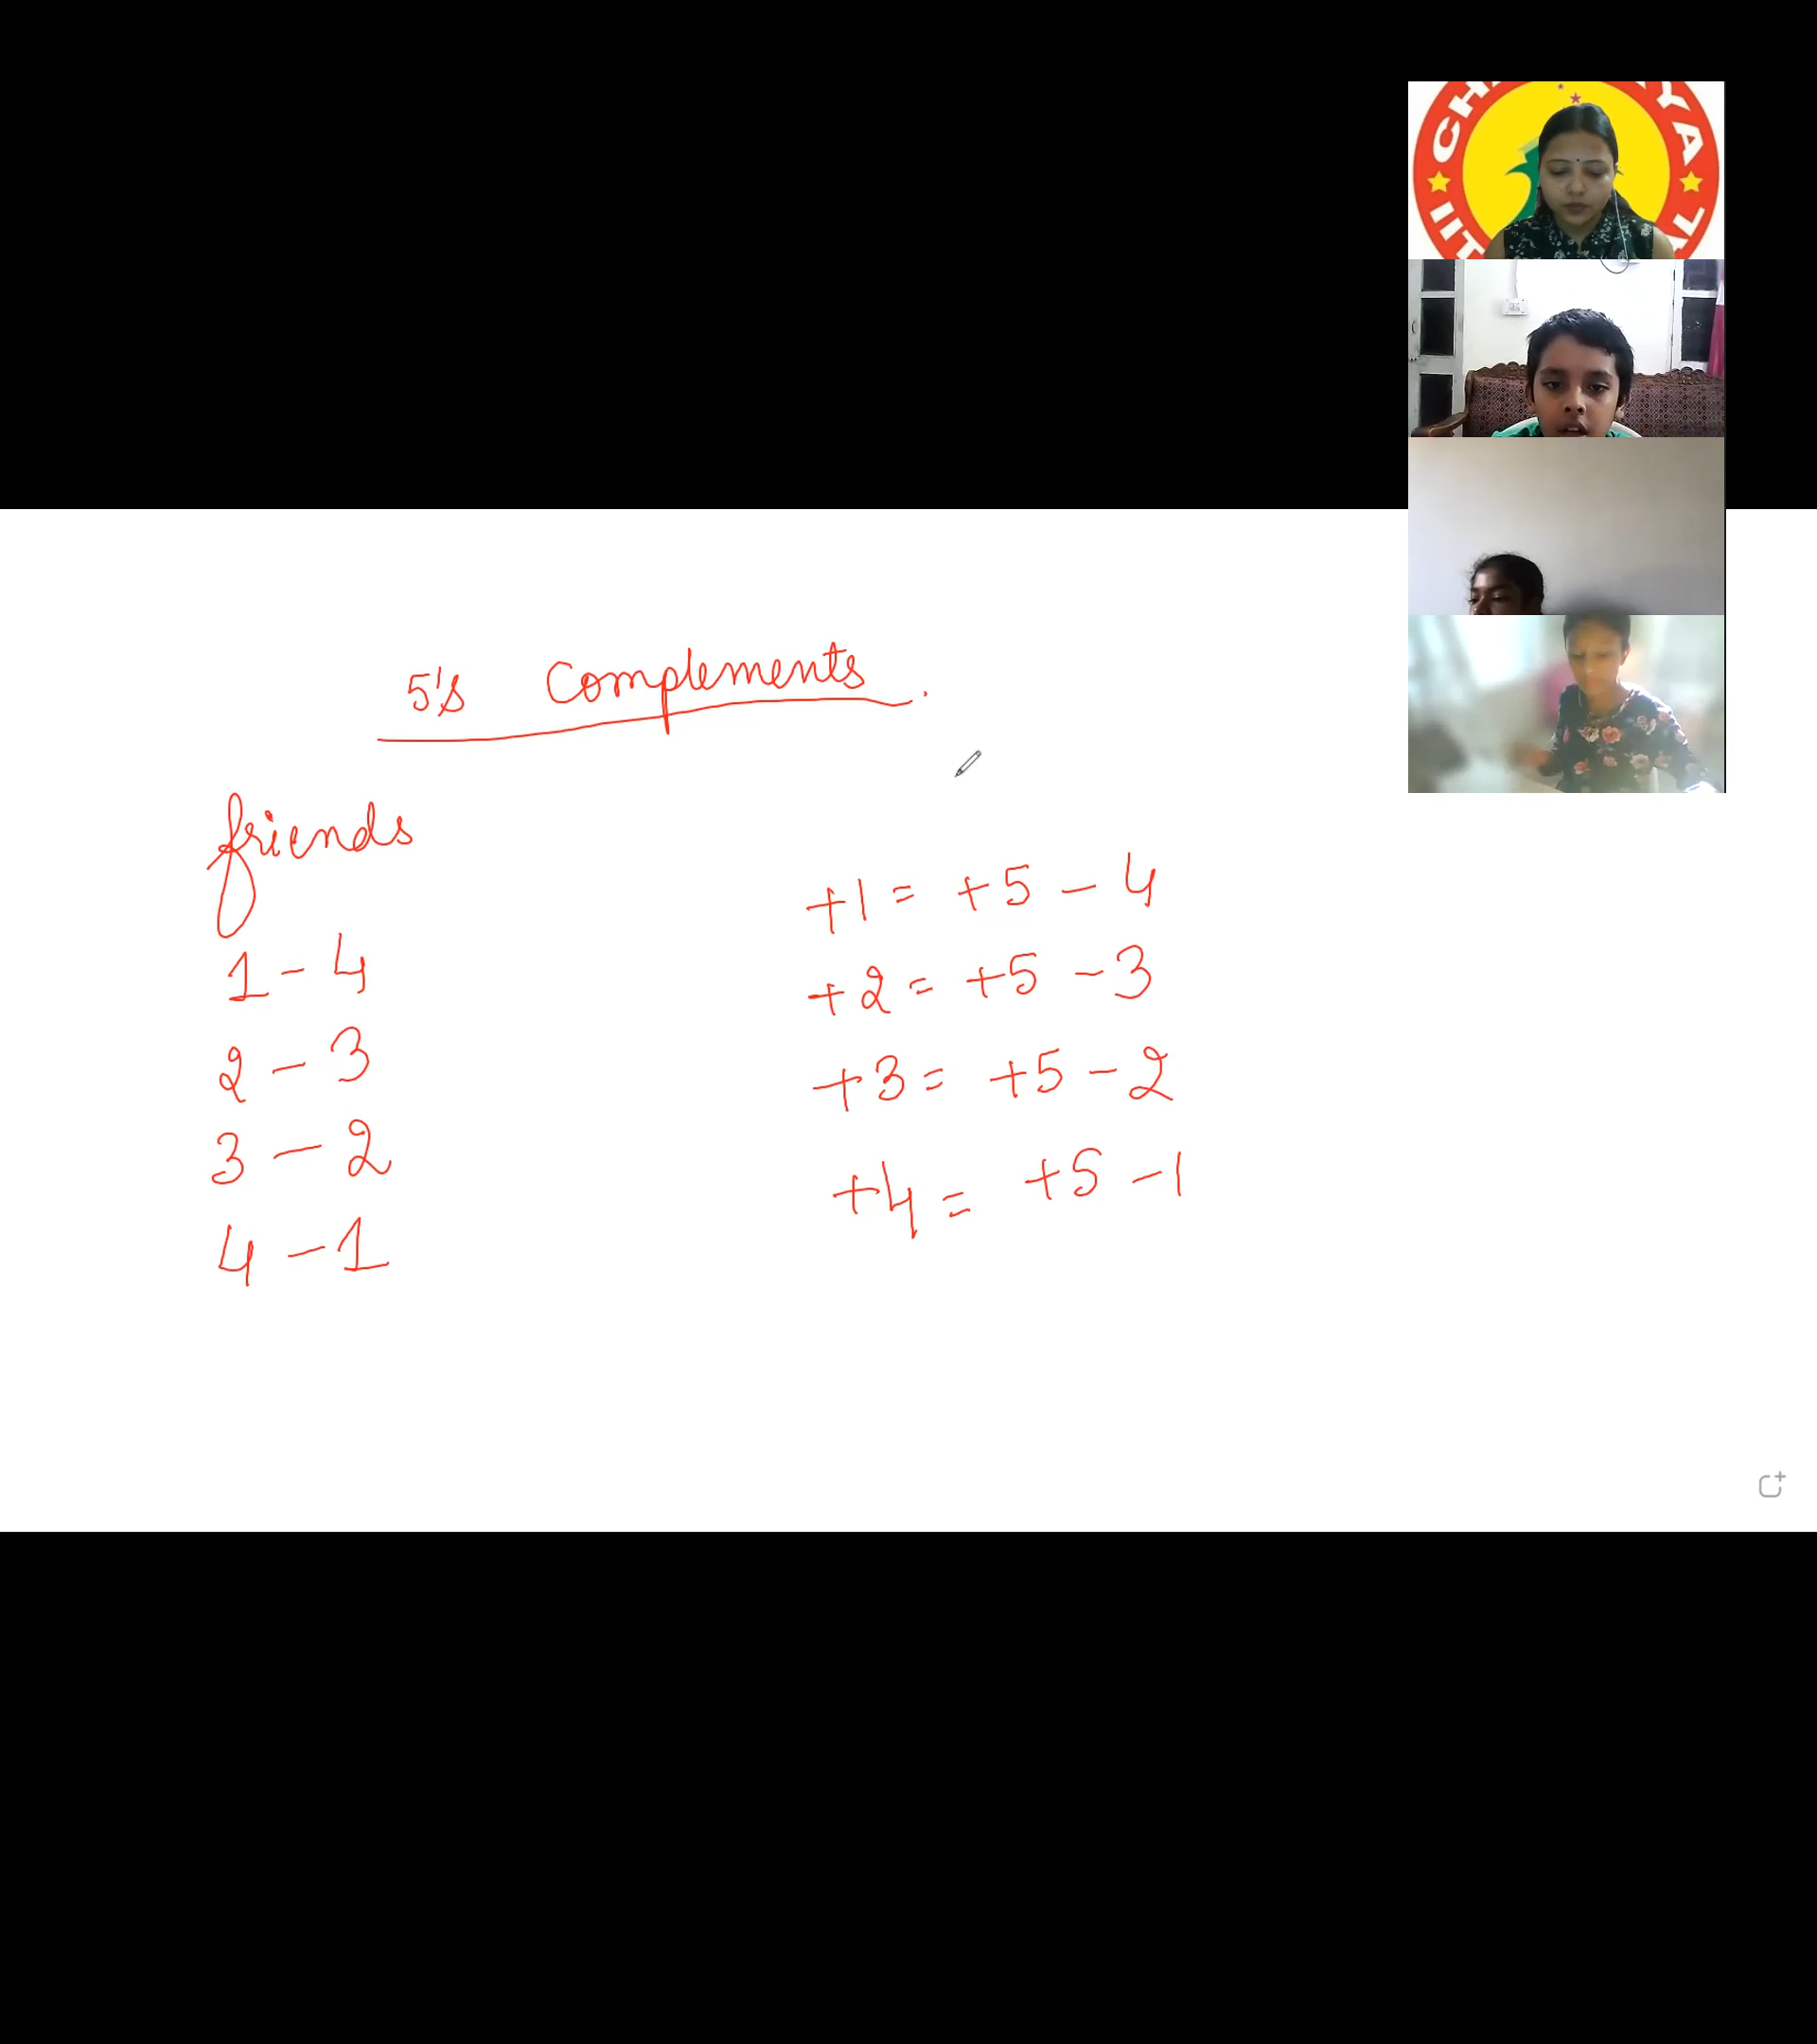 5's Complements.
friends
1 - 4
2 - 3
3 - 2
4 - 1
+1 = +5 - 4
+2 = +5 - 3
+3 = +5 - 2
+4 = +5 - 1